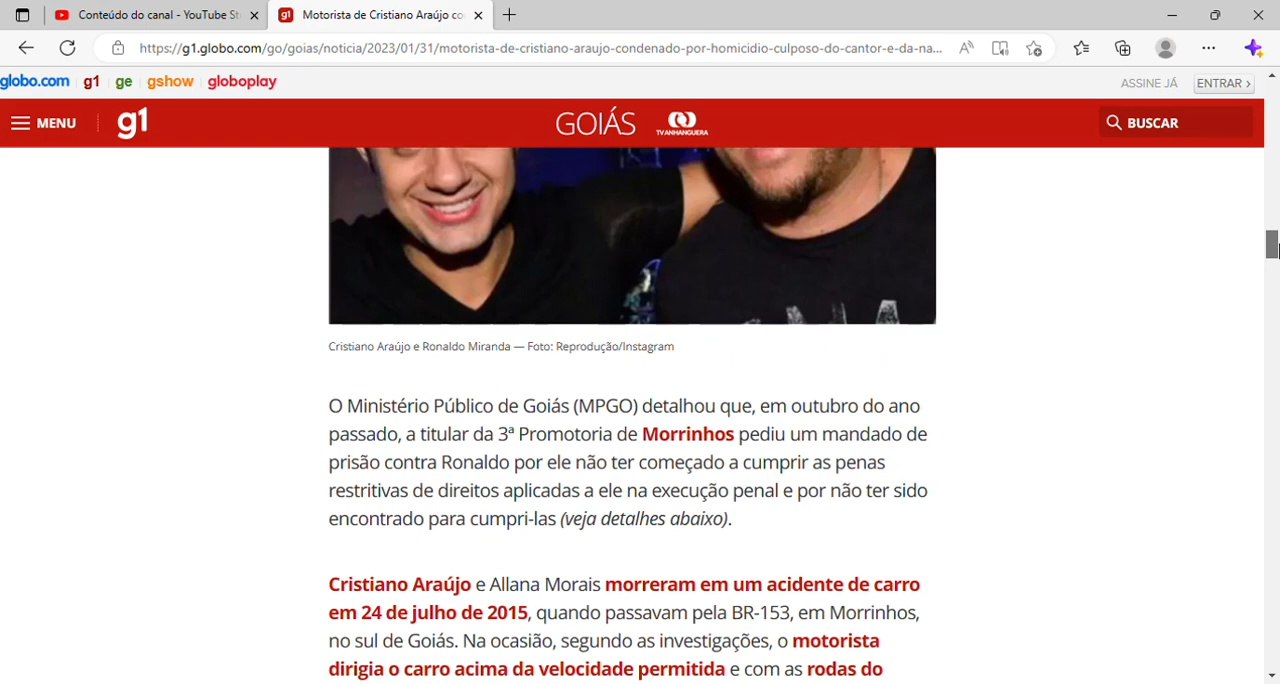 Conteúdo do canal - YouTube St
Motorista de Cristiano Araújo co
https://g1.globo.com/go/goias/noticia/2023/01/31/motorista-de-cristiano-araujo-condenado-por-homicidio-culposo-do-cantor-e-da-na...
globo.com g1 ge gshow globoplay
ASSINE JÁ ENTRAR ›
MENU g1 GOIÁS TV ANHANGUERA BUSCAR
Cristiano Araújo e Ronaldo Miranda — Foto: Reprodução/Instagram
O Ministério Público de Goiás (MPGO) detalhou que, em outubro do ano
passado, a titular da 3ª Promotoria de Morrinhos pediu um mandado de
prisão contra Ronaldo por ele não ter começado a cumprir as penas
restritivas de direitos aplicadas a ele na execução penal e por não ter sido
encontrado para cumpri-las (veja detalhes abaixo).
Cristiano Araújo e Allana Morais morreram em um acidente de carro
em 24 de julho de 2015, quando passavam pela BR-153, em Morrinhos,
no sul de Goiás. Na ocasião, segundo as investigações, o motorista
dirigia o carro acima da velocidade permitida e com as rodas do